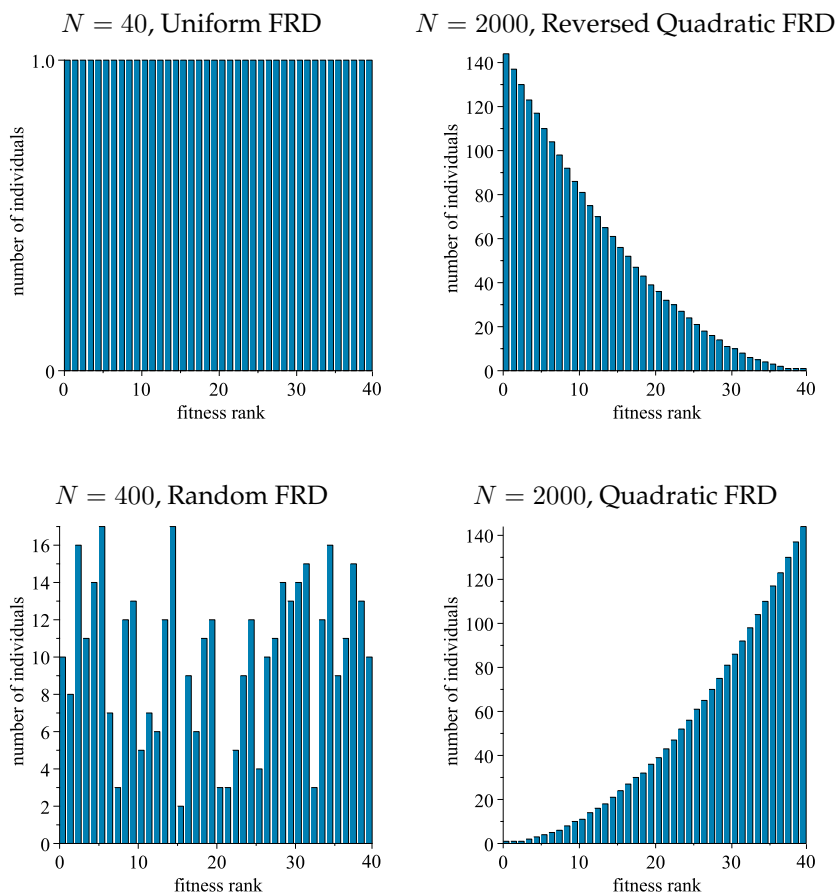 N = 40, Uniform FRD
1.0
0
number of individuals
0 10 20 30 40
fitness rank
N = 2000, Reversed Quadratic FRD
140
120
100
80
60
40
20
0
number of individuals
0 10 20 30 40
fitness rank
N = 400, Random FRD
16
14
12
10
8
6
4
2
0
number of individuals
0 10 20 30 40
fitness rank
N = 2000, Quadratic FRD
140
120
100
80
60
40
20
0
number of individuals
0 10 20 30 40
fitness rank